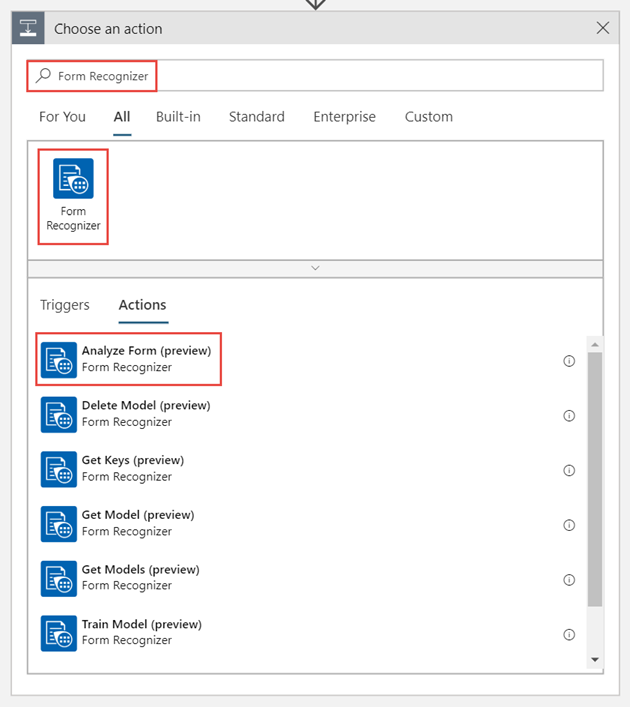 Choose an action
Form Recognizer
For You All Built-in Standard Enterprise Custom
Form
Recognizer
Triggers Actions
Analyze Form (preview)
Form Recognizer
Delete Model (preview)
Form Recognizer
Get Keys (preview)
Form Recognizer
Get Model (preview)
Form Recognizer
Get Models (preview)
Form Recognizer
Train Model (preview)
Form Recognizer